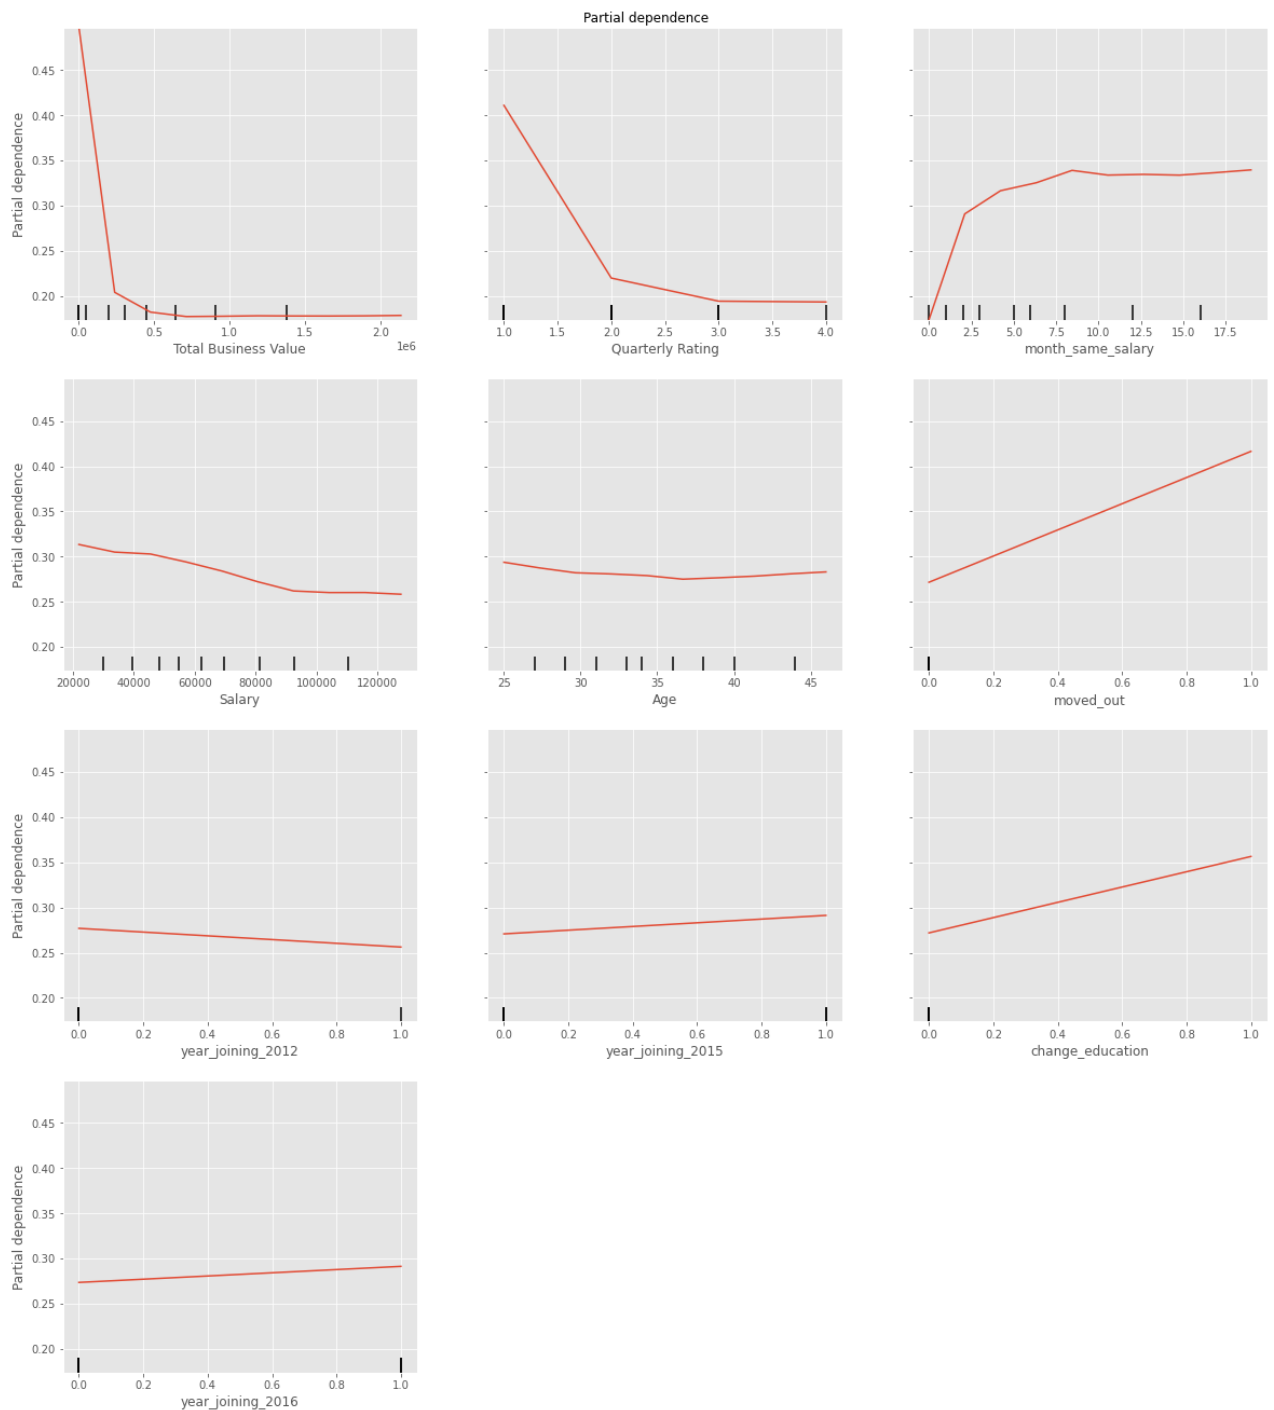 Partial dependence
Partial dependence
0.45
0.40
0.35
0.30
0.25
0.20
0.0 0.5 1.0 1.5 2.0
1e6
Total Business Value
1.0 1.5 2.0 2.5 3.0 3.5 4.0
Quarterly Rating
0.0 2.5 5.0 7.5 10.0 12.5 15.0 17.5
month_same_salary
Partial dependence
0.45
0.40
0.35
0.30
0.25
0.20
20000 40000 60000 80000 100000 120000
Salary
25 30 35 40 45
Age
0.0 0.2 0.4 0.6 0.8 1.0
moved_out
Partial dependence
0.45
0.40
0.35
0.30
0.25
0.20
0.0 0.2 0.4 0.6 0.8 1.0
year_joining_2012
0.0 0.2 0.4 0.6 0.8 1.0
year_joining_2015
0.0 0.2 0.4 0.6 0.8 1.0
change_education
Partial dependence
0.45
0.40
0.35
0.30
0.25
0.20
0.0 0.2 0.4 0.6 0.8 1.0
year_joining_2016